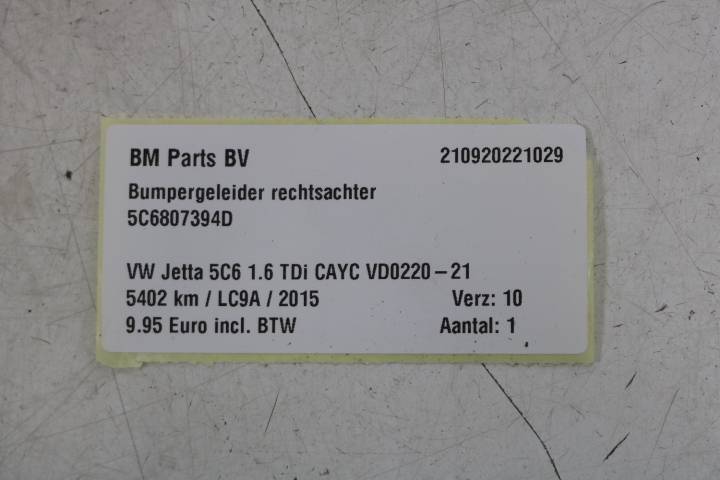 BM Parts BV 210920221029
Bumpergeleider rechtsachter
5C6807394D
VW Jetta 5C6 1.6 TDi CAYC VD0220-21
5402 km / LC9A / 2015 Verz: 10
9.95 Euro incl. BTW Aantal: 1